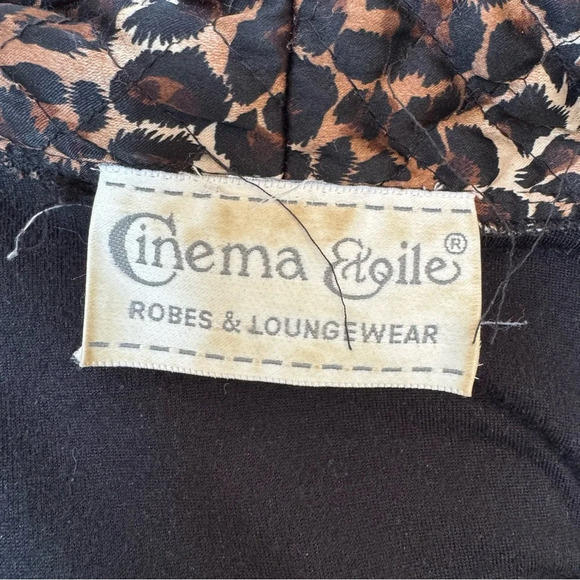 Cinema Etoile®
ROBES & LOUNGEWEAR